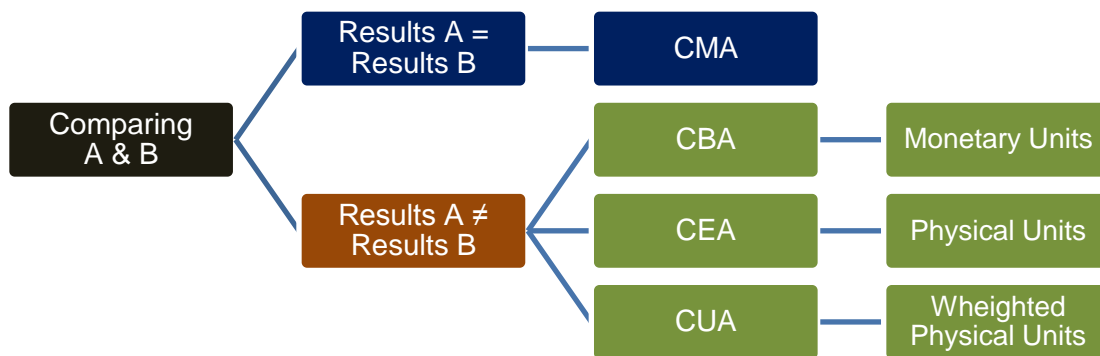 Results A =
Results B
CMA
Comparing
A & B
CBA
Monetary Units
Results A ≠
Results B
CEA
Physical Units
CUA
Wheighted
Physical Units